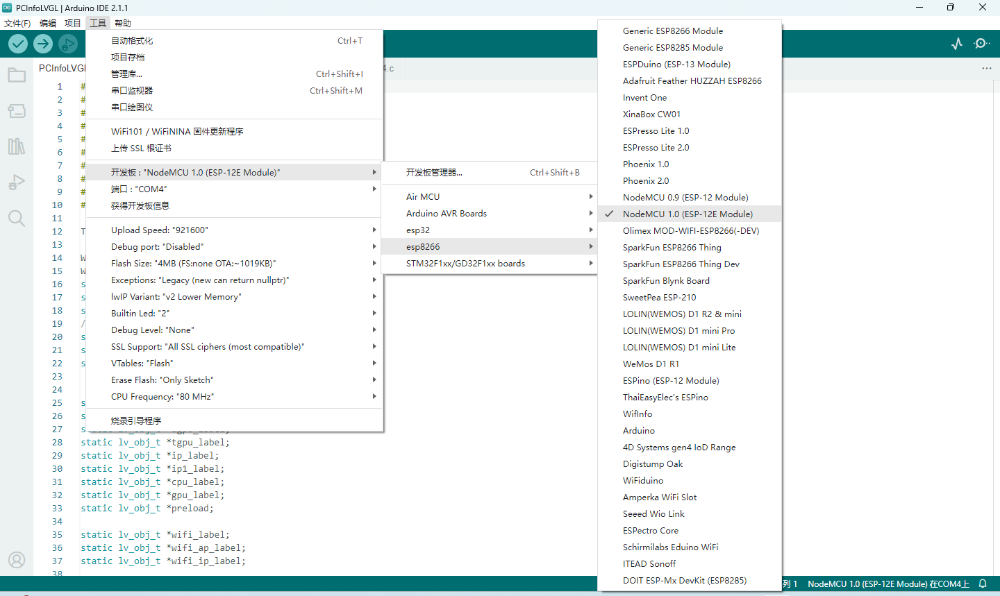 PCInfoLVGL | Arduino IDE 2.1.1
文件(F) 编辑 项目 工具 帮助
PCInfoLVGl
4.c
自动格式化 Ctrl+T
项目存档
管理库... Ctrl+Shift+I
串口监视器 Ctrl+Shift+M
串口绘图仪
WiFi101 / WiFiNINA 固件更新程序
上传 SSL 根证书
开发板 : "NodeMCU 1.0 (ESP-12E Module)"
端口 : "COM4"
获得开发板信息
Upload Speed: "921600"
Debug port: "Disabled"
Flash Size: "4MB (FS:none OTA:~1019KB)"
Exceptions: "Legacy (new can return nullptr)"
lwIP Variant: "v2 Lower Memory"
Builtin Led: "2"
Debug Level: "None"
SSL Support: "All SSL ciphers (most compatible)"
VTables: "Flash"
Erase Flash: "Only Sketch"
CPU Frequency: "80 MHz"
烧录引导程序
开发板管理器... Ctrl+Shift+B
Air MCU
Arduino AVR Boards
esp32
esp8266
STM32F1xx/GD32F1xx boards
Generic ESP8266 Module
Generic ESP8285 Module
ESPDuino (ESP-13 Module)
Adafruit Feather HUZZAH ESP8266
Invent One
XinaBox CW01
ESPresso Lite 1.0
ESPresso Lite 2.0
Phoenix 1.0
Phoenix 2.0
NodeMCU 0.9 (ESP-12 Module)
NodeMCU 1.0 (ESP-12E Module)
Olimex MOD-WIFI-ESP8266(-DEV)
SparkFun ESP8266 Thing
SparkFun ESP8266 Thing Dev
SparkFun Blynk Board
SweetPea ESP-210
LOLIN(WEMOS) D1 R2 & mini
LOLIN(WEMOS) D1 mini Pro
LOLIN(WEMOS) D1 mini Lite
WeMos D1 R1
ESPino (ESP-12 Module)
ThaiEasyElec's ESPino
WifInfo
Arduino
4D Systems gen4 IoD Range
Digistump Oak
WiFiduino
Amperka WiFi Slot
Seeed Wio Link
ESPectro Core
Schirmilabs Eduino WiFi
ITEAD Sonoff
DOIT ESP-Mx DevKit (ESP8285)
1 #
2 #
3 #
4 #
5 #
6 #
7 #
8 #
9 #
10 #
11
12 T
13
14 W
15 W
16 s
17 s
18 s
19 /
20 s
21 s
22 s
23
24
25 s
26 s
27
28 static lv_obj_t *tgpu_label;
29 static lv_obj_t *ip_label;
30 static lv_obj_t *ip1_label;
31 static lv_obj_t *cpu_label;
32 static lv_obj_t *gpu_label;
33 static lv_obj_t *preload;
34
35 static lv_obj_t *wifi_label;
36 static lv_obj_t *wifi_ap_label;
37 static lv_obj_t *wifi_ip_label;
38
列 1 NodeMCU 1.0 (ESP-12E Module) 在COM4上